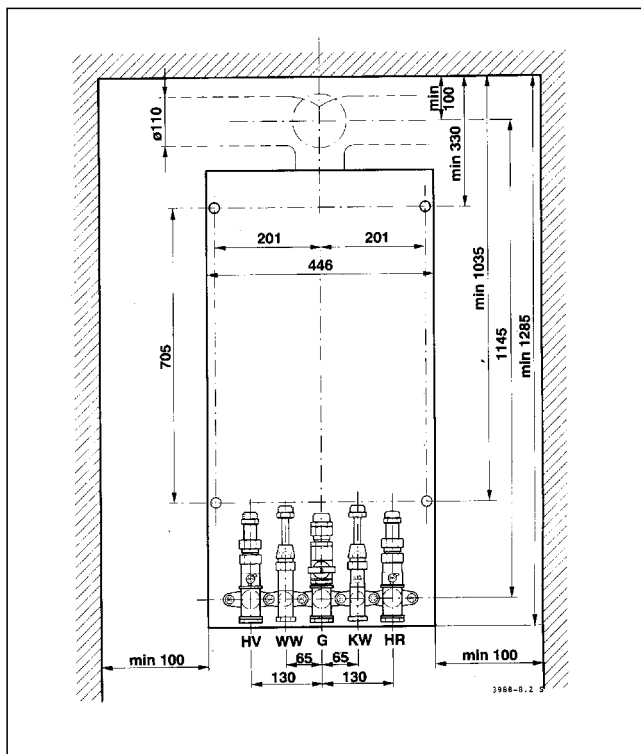 min
100
ø110
min 330
201 201
446
min 1035
705
1145
min 1285
HV WW G KW HR
min 100
65 65
min 100
130 130
3988-8.2 S